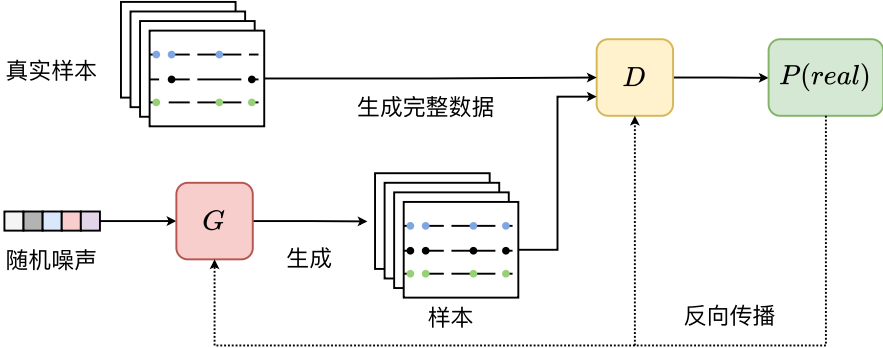 真实样本
生成完整数据
D
P(real)
随机噪声
G
生成
样本
反向传播